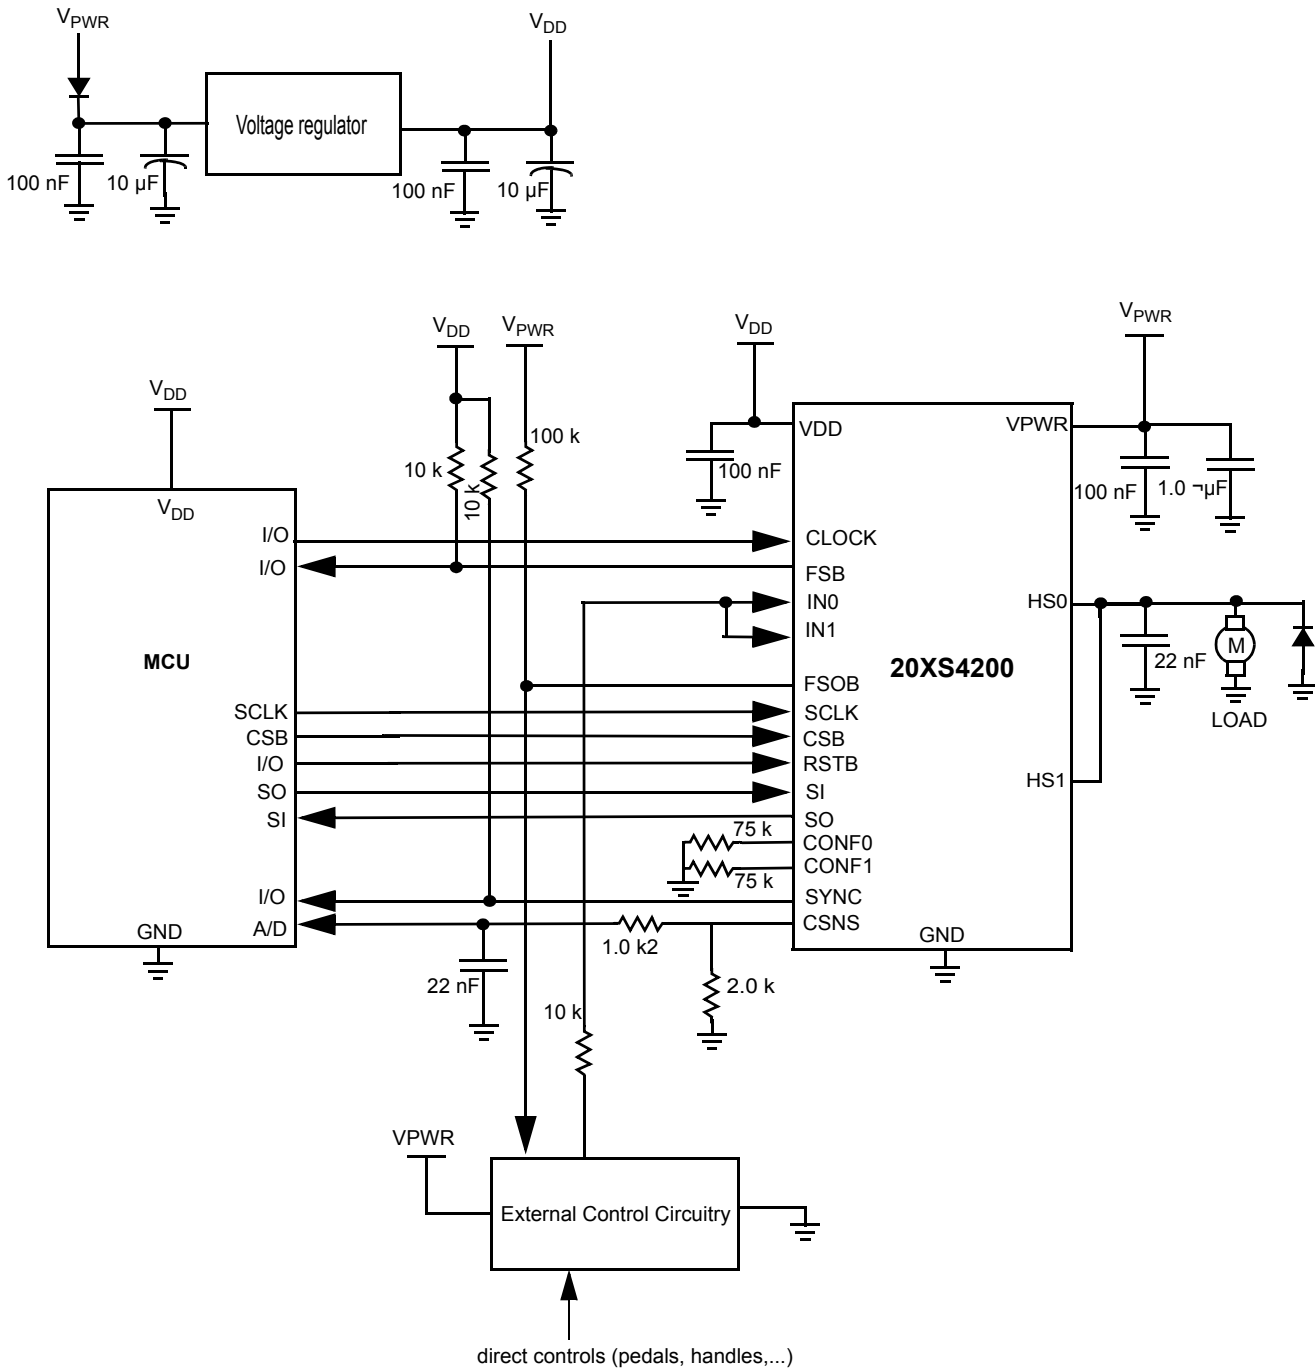 VPWR
VDD
Voltage regulator
100 nF
10 µF
100 nF
10 µF
VDD
VPWR
VDD
VPWR
VDD
100 k
10 k
10 k
VDD
MCU
I/O
I/O
SCLK
CSB
I/O
SO
SI
I/O
A/D
GND
100 nF
VDD
CLOCK
FSB
IN0
IN1
FSOB
SCLK
CSB
RSTB
SI
SO
CONF0
CONF1
SYNC
CSNS
20XS4200
GND
VPWR
HS0
HS1
100 nF
1.0 ¬µF
22 nF
M
LOAD
75 k
75 k
1.0 k2
22 nF
2.0 k
10 k
VPWR
External Control Circuitry
direct controls (pedals, handles,...)